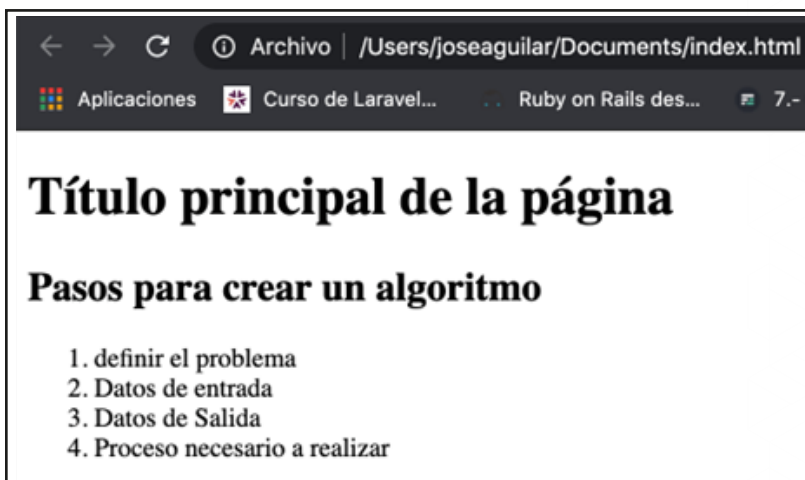 Archivo | /Users/joseaguilar/Documents/index.html
Aplicaciones Curso de Laravel... Ruby on Rails des... 7.-
Título principal de la página
Pasos para crear un algoritmo
1. definir el problema
2. Datos de entrada
3. Datos de Salida
4. Proceso necesario a realizar